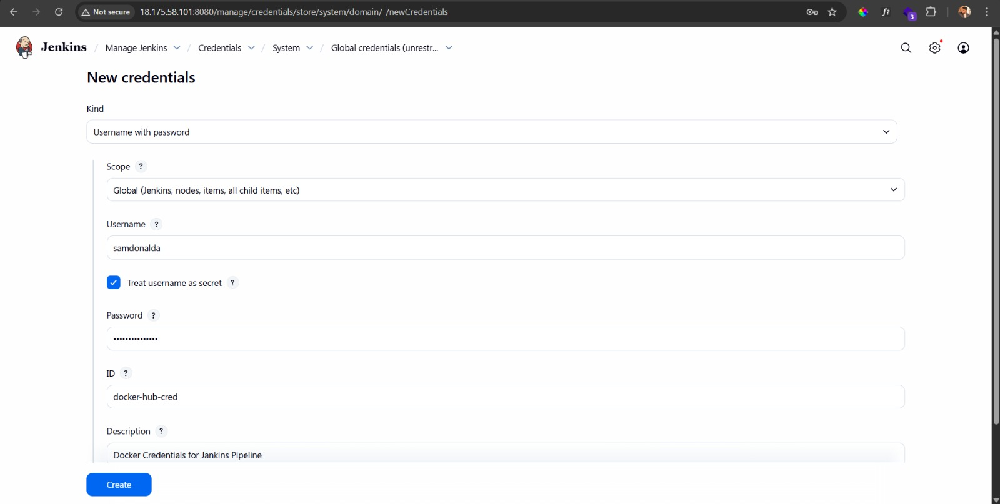 Not secure 18.175.58.101:8080/manage/credentials/store/system/domain/_/newCredentials
f?
3
Jenkins / Manage Jenkins / Credentials / System / Global credentials (unrestr...
New credentials
Kind
Username with password
Scope ?
Global (Jenkins, nodes, items, all child items, etc)
Username ?
samdonalda
Treat username as secret ?
Password ?
•••••••••••••••
ID ?
docker-hub-cred
Description ?
Docker Credentials for Jankins Pipeline
Create